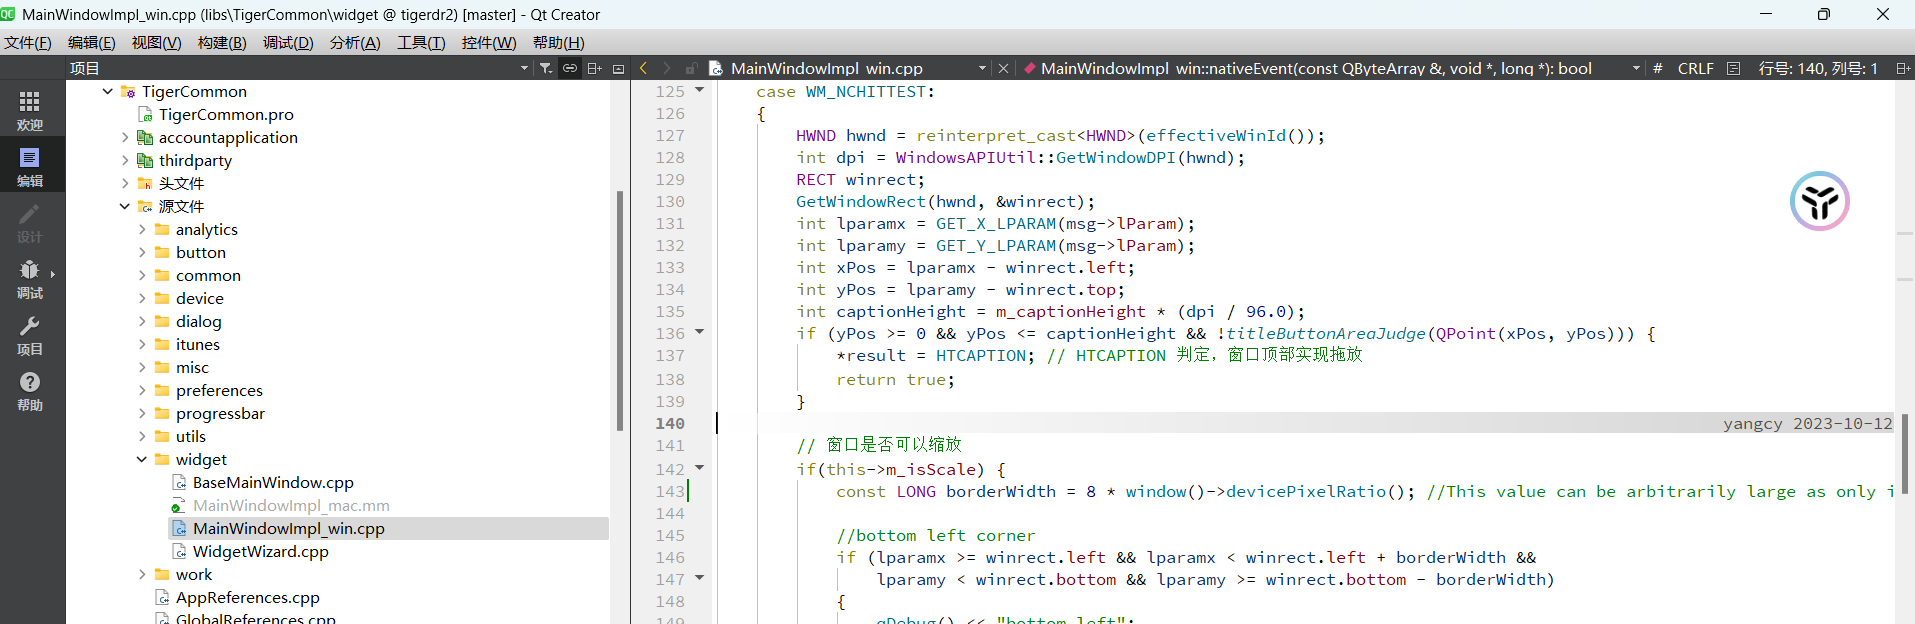 MainWindowImpl_win.cpp (libs\TigerCommon\widget @ tigerdr2) [master] - Qt Creator
文件(F) 编辑(E) 视图(V) 构建(B) 调试(D) 分析(A) 工具(T) 控件(W) 帮助(H)
项目
MainWindowImpl_win.cpp
MainWindowImpl_win::nativeEvent(const QByteArray &, void *, long *): bool
# CRLF 行号: 140, 列号: 1
欢迎
编辑
设计
调试
项目
帮助
TigerCommon
TigerCommon.pro
accountapplication
thirdparty
头文件
源文件
analytics
button
common
device
dialog
itunes
misc
preferences
progressbar
utils
widget
BaseMainWindow.cpp
MainWindowImpl_mac.mm
MainWindowImpl_win.cpp
WidgetWizard.cpp
work
AppReferences.cpp
GlobalReferences.cpp
125 case WM_NCHITTEST:
126 {
127 HWND hwnd = reinterpret_cast<HWND>(effectiveWinId());
128 int dpi = WindowsAPIUtil::GetWindowDPI(hwnd);
129 RECT winrect;
130 GetWindowRect(hwnd, &winrect);
131 int lparamx = GET_X_LPARAM(msg->lParam);
132 int lparamy = GET_Y_LPARAM(msg->lParam);
133 int xPos = lparamx - winrect.left;
134 int yPos = lparamy - winrect.top;
135 int captionHeight = m_captionHeight * (dpi / 96.0);
136 if (yPos >= 0 && yPos <= captionHeight && !titleButtonAreaJudge(QPoint(xPos, yPos))) {
137 *result = HTCAPTION; // HTCAPTION 判定，窗口顶部实现拖放
138 return true;
139 }
140 yangcy 2023-10-12
141 // 窗口是否可以缩放
142 if(this->m_isScale) {
143 const LONG borderWidth = 8 * window()->devicePixelRatio(); //This value can be arbitrarily large as only i
144
145 //bottom left corner
146 if (lparamx >= winrect.left && lparamx < winrect.left + borderWidth &&
147 lparamy < winrect.bottom && lparamy >= winrect.bottom - borderWidth)
148 {
149 qDebug() << "bottom left";